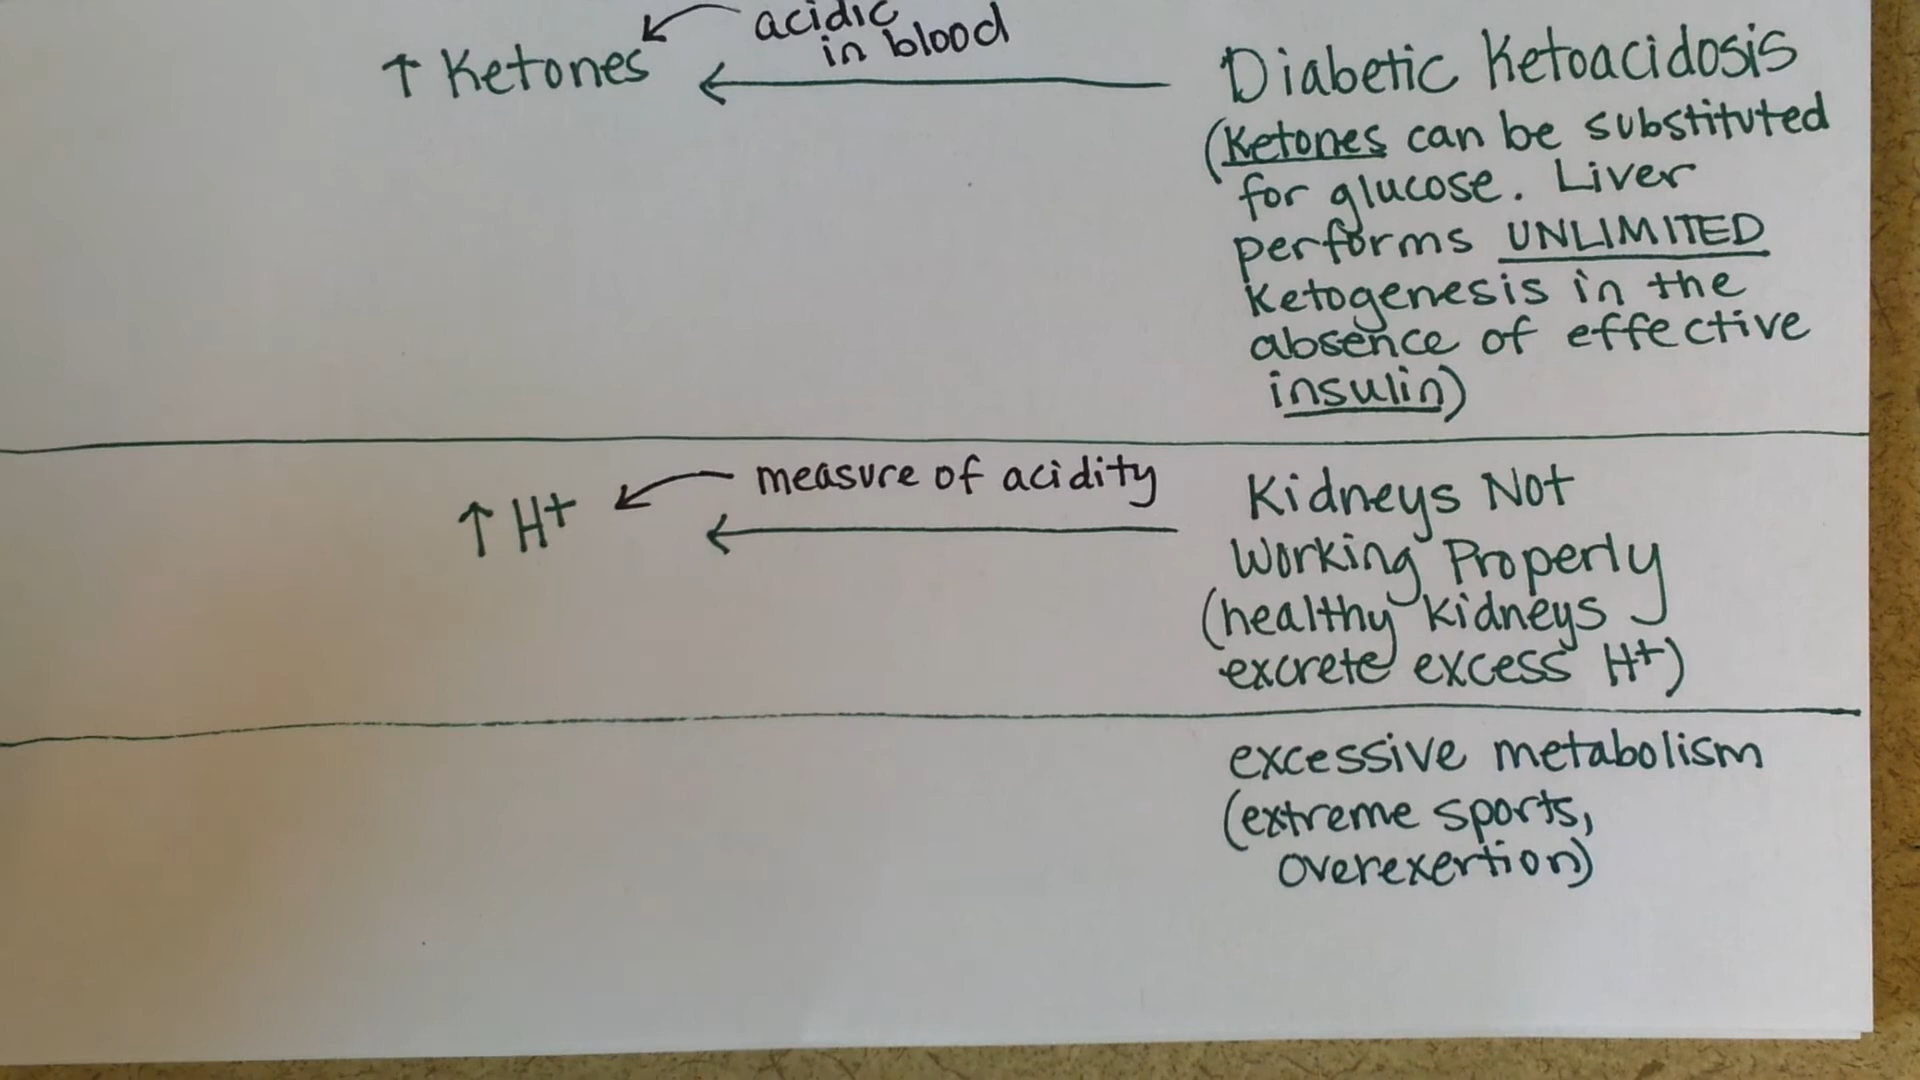 acidic
in blood
↑ Ketones
Diabetic Ketoacidosis
(Ketones can be substituted
for glucose. Liver
performs UNLIMITED
Ketogenesis in the
absence of effective
insulin)
measure of acidity
↑ H+
Kidneys Not
Working Properly
(healthy kidneys
excrete excess H+)
excessive metabolism
(extreme sports,
overexertion)